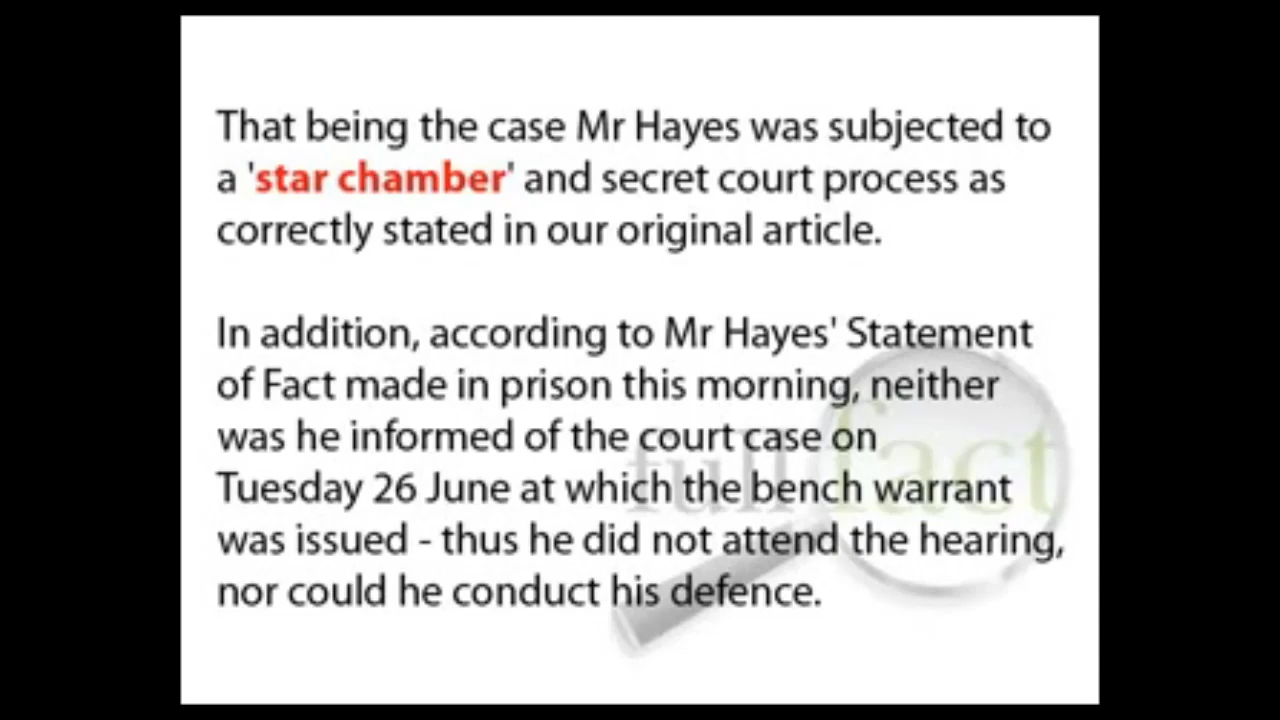 That being the case Mr Hayes was subjected to
a 'star chamber' and secret court process as
correctly stated in our original article.
In addition, according to Mr Hayes' Statement
of Fact made in prison this morning, neither
was he informed of the court case on
Tuesday 26 June at which the bench warrant
was issued - thus he did not attend the hearing,
nor could he conduct his defence.
full fact